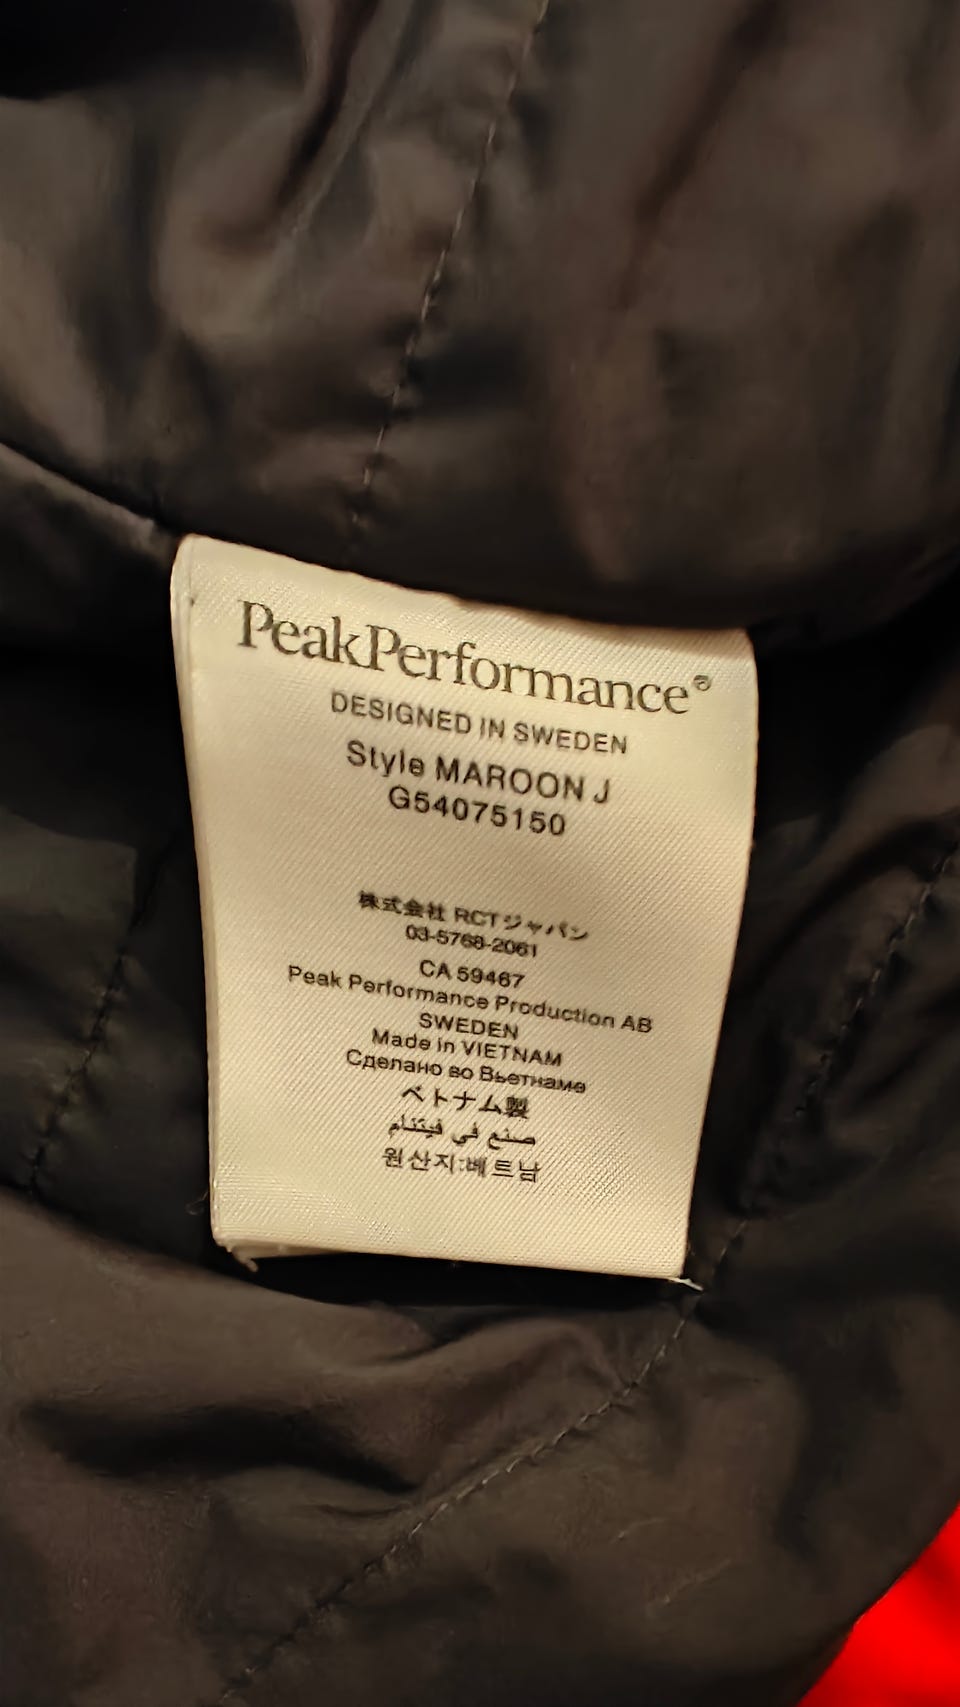 PeakPerformance®
DESIGNED IN SWEDEN
Style MAROON J
G54075150
株式会社 RCTジャパン
03-5768-2061
CA 59467
Peak Performance Production AB
SWEDEN
Made in VIETNAM
Сделано во Вьетнаме
ベトナム製
صنع في فيتنام
원산지:베트남